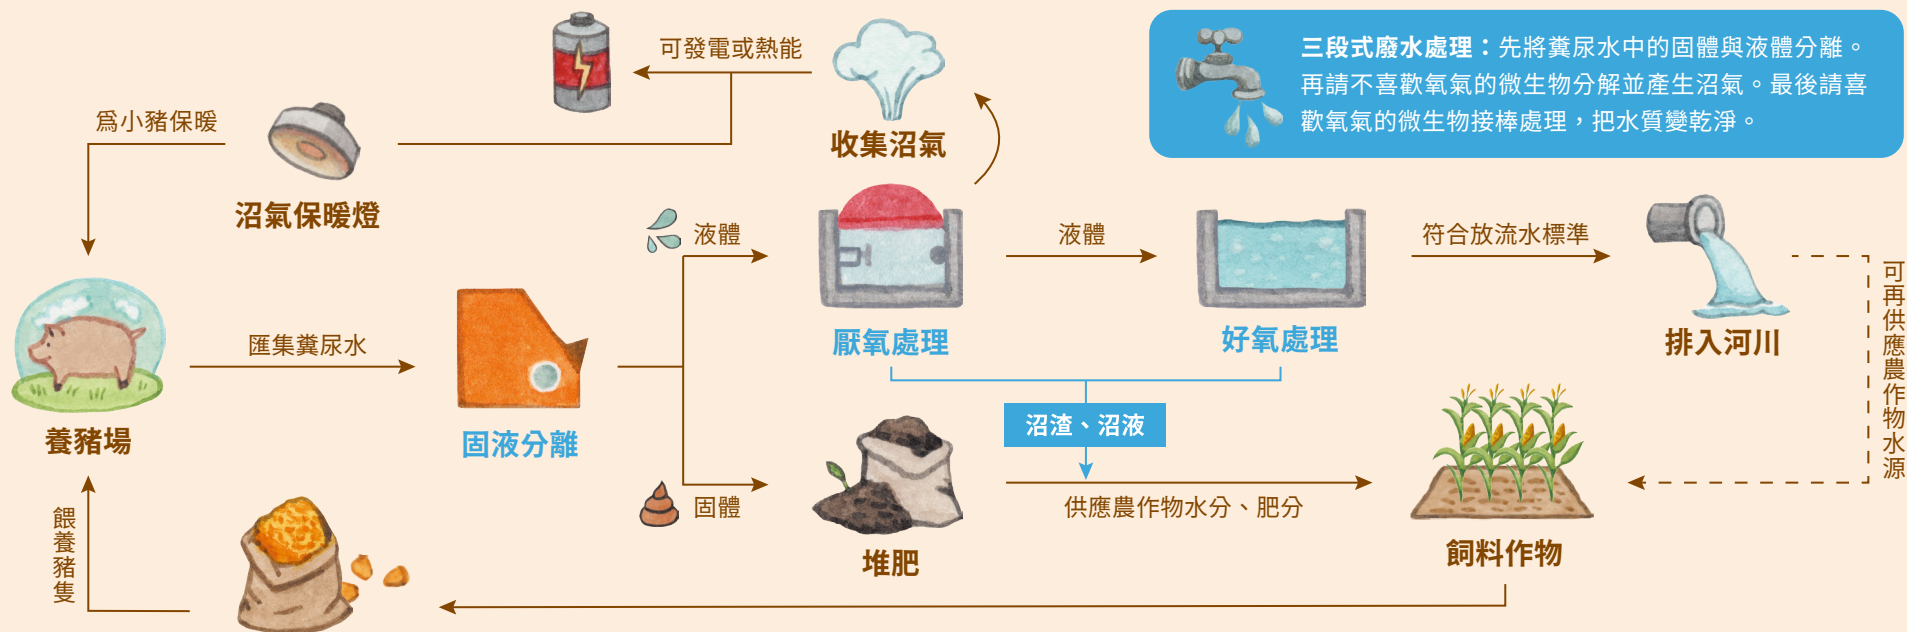 可發電或熱能
三段式廢水處理：先將糞尿水中的固體與液體分離。
再請不喜歡氧氣的微生物分解並產生沼氣。最後請喜
歡氧氣的微生物接棒處理，把水質變乾淨。
爲小豬保暖
收集沼氣
沼氣保暖燈
液體
液體
符合放流水標準
可再供應農作物水源
匯集糞尿水
厭氧處理
好氧處理
排入河川
養豬場
固液分離
沼渣、沼液
固體
供應農作物水分、肥分
餵養豬隻
堆肥
飼料作物